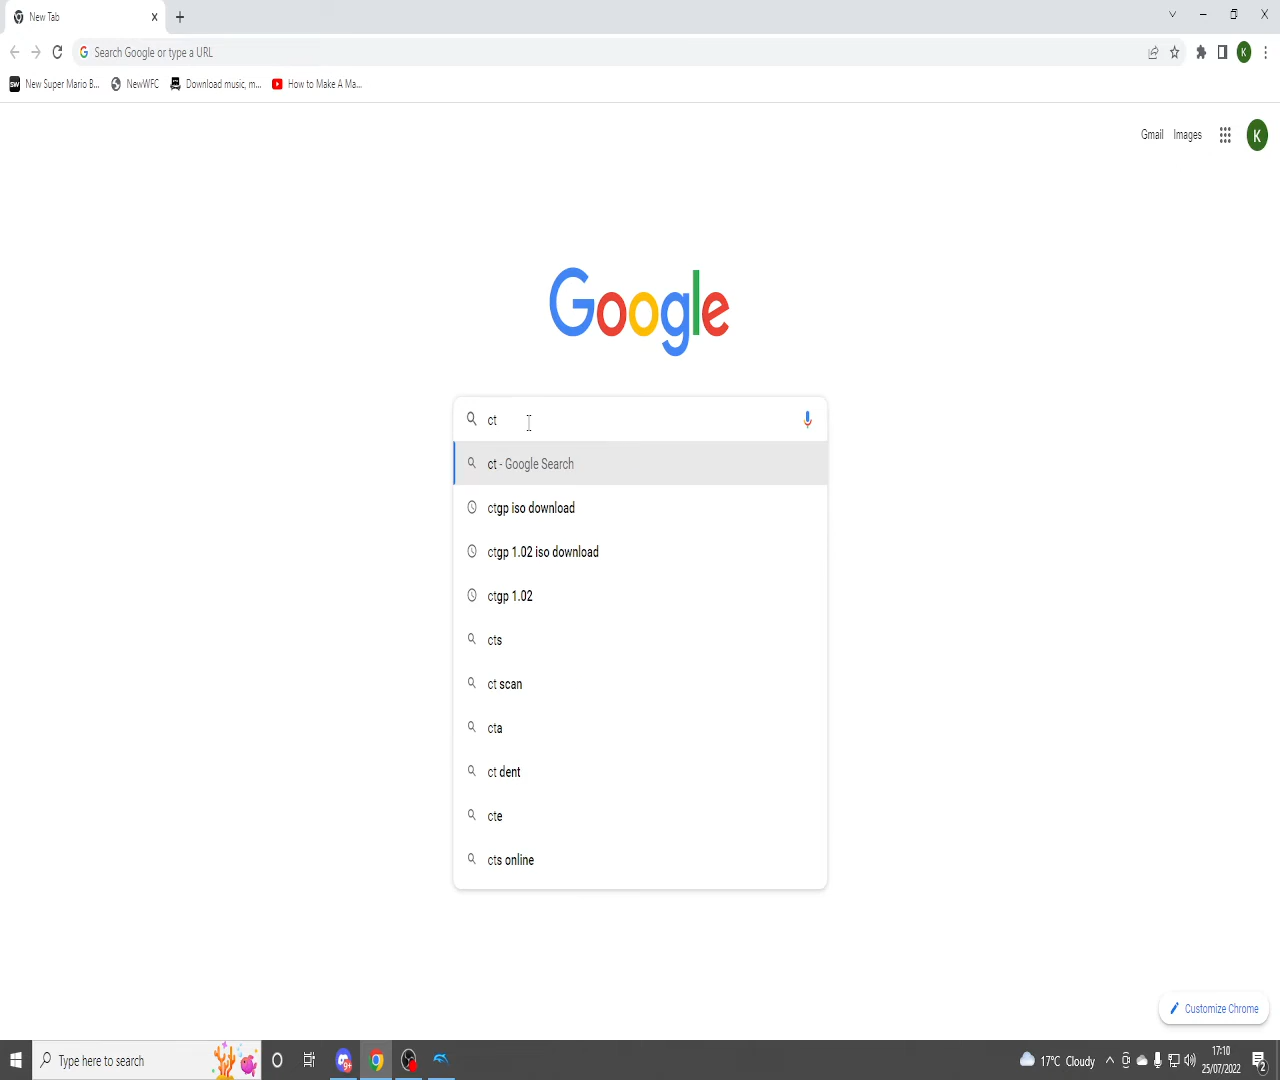 New Tab
Search Google or type a URL
New Super Mario B...
NewWFC
Download music, m...
How to Make A Ma...
K
Gmail
Images
K
Google
ct
ct - Google Search
ctgp iso download
ctgp 1.02 iso download
ctgp 1.02
cts
ct scan
cta
ct dent
cte
cts online
Customize Chrome
Type here to search
9+
17°C Cloudy
17:10
25/07/2022
2